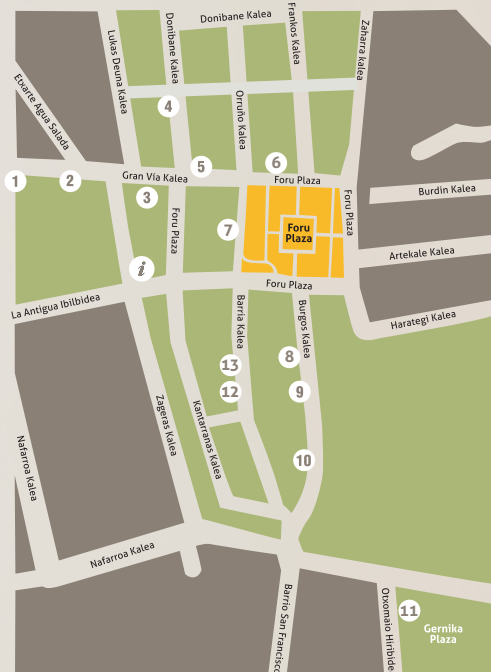 Donibane Kalea
Donibane Kalea
Frankos Kalea
Zaharra kalea
Lukas Deuna Kalea
Etxarte Agua Salada
4
Orruño Kalea
5
6
1
2
Gran Vía Kalea
Foru Plaza
3
Foru Plaza
Foru Plaza
Burdin Kalea
7
Foru
Plaza
Artekale Kalea
i
La Antigua Ibilbidea
Foru Plaza
Harategi Kalea
Barria Kalea
Burgos Kalea
13
8
12
9
Zageras Kalea
Kantarranas Kalea
10
Nafarroa Kalea
Nafarroa Kalea
Barrio San Francisco
Otxomaio Hiribide
11
Gernika
Plaza